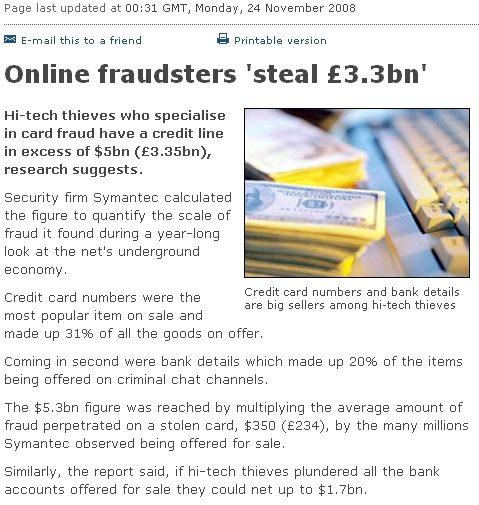 Page last updated at 00:31 GMT, Monday, 24 November 2008
E-mail this to a friend
Printable version
Online fraudsters 'steal £3.3bn'
Hi-tech thieves who specialise
in card fraud have a credit line
in excess of $5bn (£3.35bn),
research suggests.
Security firm Symantec calculated
the figure to quantify the scale of
fraud it found during a year-long
look at the net's underground
economy.
Credit card numbers were the
most popular item on sale and
made up 31% of all the goods on offer.
Credit card numbers and bank details
are big sellers among hi-tech thieves
Coming in second were bank details which made up 20% of the items
being offered on criminal chat channels.
The $5.3bn figure was reached by multiplying the average amount of
fraud perpetrated on a stolen card, $350 (£234), by the many millions
Symantec observed being offered for sale.
Similarly, the report said, if hi-tech thieves plundered all the bank
accounts offered for sale they could net up to $1.7bn.